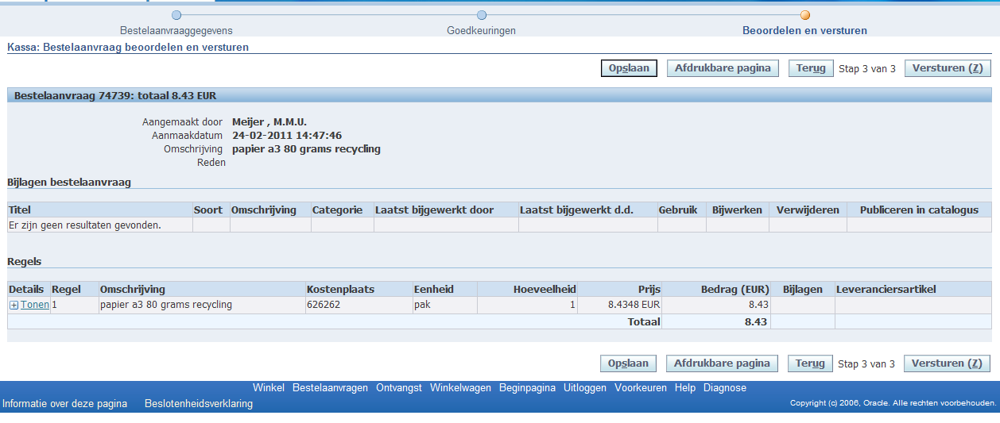 Bestelaanvraaggegevens Goedkeuringen Beoordelen en versturen
Kassa: Bestelaanvraag beoordelen en versturen
Opslaan Afdrukbare pagina Terug Stap 3 van 3 Versturen (Z)
Bestelaanvraag 74739: totaal 8.43 EUR
Aangemaakt door Meijer , M.M.U.
Aanmaakdatum 24-02-2011 14:47:46
Omschrijving papier a3 80 grams recycling
Reden
Bijlagen bestelaanvraag
Titel Soort Omschrijving Categorie Laatst bijgewerkt door Laatst bijgewerkt d.d. Gebruik Bijwerken Verwijderen Publiceren in catalogus
Er zijn geen resultaten gevonden.
Regels
Details Regel Omschrijving Kostenplaats Eenheid Hoeveelheid Prijs Bedrag (EUR) Bijlagen Leveranciersartikel
Tonen 1 papier a3 80 grams recycling 626262 pak 1 8.4348 EUR 8.43
Totaal 8.43
Opslaan Afdrukbare pagina Terug Stap 3 van 3 Versturen (Z)
Winkel Bestelaanvragen Ontvangst Winkelwagen Beginpagina Uitloggen Voorkeuren Help Diagnose
Informatie over deze pagina Beslotenheidsverklaring Copyright (c) 2006, Oracle. Alle rechten voorbehouden.